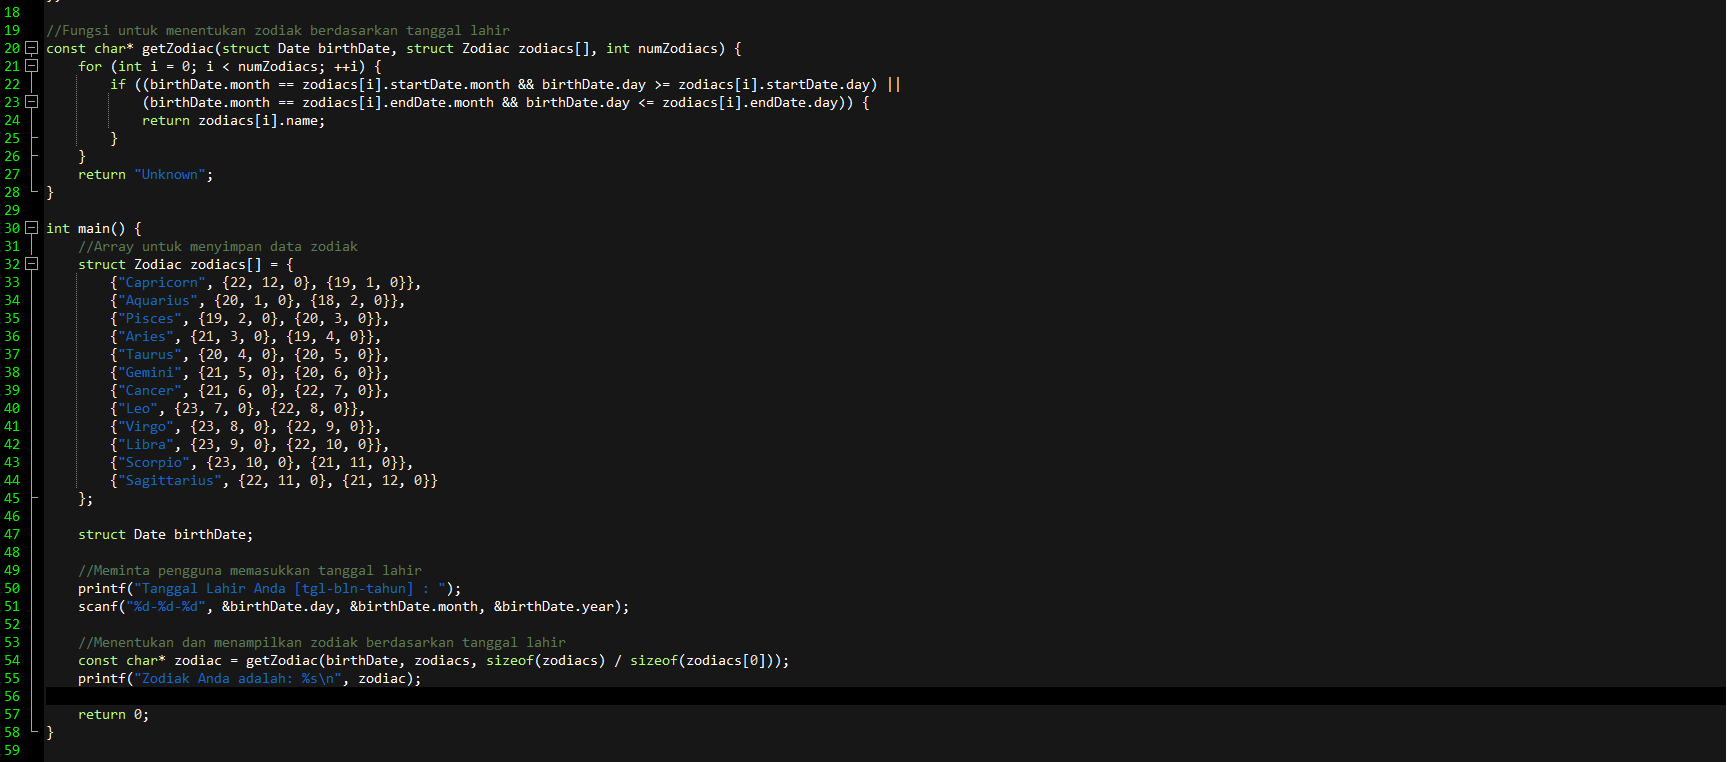 18
19 //Fungsi untuk menentukan zodiak berdasarkan tanggal lahir
20 const char* getZodiac(struct Date birthDate, struct Zodiac zodiacs[], int numZodiacs) {
21     for (int i = 0; i < numZodiacs; ++i) {
22         if ((birthDate.month == zodiacs[i].startDate.month && birthDate.day >= zodiacs[i].startDate.day) ||
23             (birthDate.month == zodiacs[i].endDate.month && birthDate.day <= zodiacs[i].endDate.day)) {
24             return zodiacs[i].name;
25         }
26     }
27     return "Unknown";
28 }
29
30 int main() {
31     //Array untuk menyimpan data zodiak
32     struct Zodiac zodiacs[] = {
33         {"Capricorn", {22, 12, 0}, {19, 1, 0}},
34         {"Aquarius", {20, 1, 0}, {18, 2, 0}},
35         {"Pisces", {19, 2, 0}, {20, 3, 0}},
36         {"Aries", {21, 3, 0}, {19, 4, 0}},
37         {"Taurus", {20, 4, 0}, {20, 5, 0}},
38         {"Gemini", {21, 5, 0}, {20, 6, 0}},
39         {"Cancer", {21, 6, 0}, {22, 7, 0}},
40         {"Leo", {23, 7, 0}, {22, 8, 0}},
41         {"Virgo", {23, 8, 0}, {22, 9, 0}},
42         {"Libra", {23, 9, 0}, {22, 10, 0}},
43         {"Scorpio", {23, 10, 0}, {21, 11, 0}},
44         {"Sagittarius", {22, 11, 0}, {21, 12, 0}}
45     };
46
47     struct Date birthDate;
48
49     //Meminta pengguna memasukkan tanggal lahir
50     printf("Tanggal Lahir Anda [tgl-bln-tahun] : ");
51     scanf("%d-%d-%d", &birthDate.day, &birthDate.month, &birthDate.year);
52
53     //Menentukan dan menampilkan zodiak berdasarkan tanggal lahir
54     const char* zodiac = getZodiac(birthDate, zodiacs, sizeof(zodiacs) / sizeof(zodiacs[0]));
55     printf("Zodiak Anda adalah: %s\n", zodiac);
56
57     return 0;
58 }
59